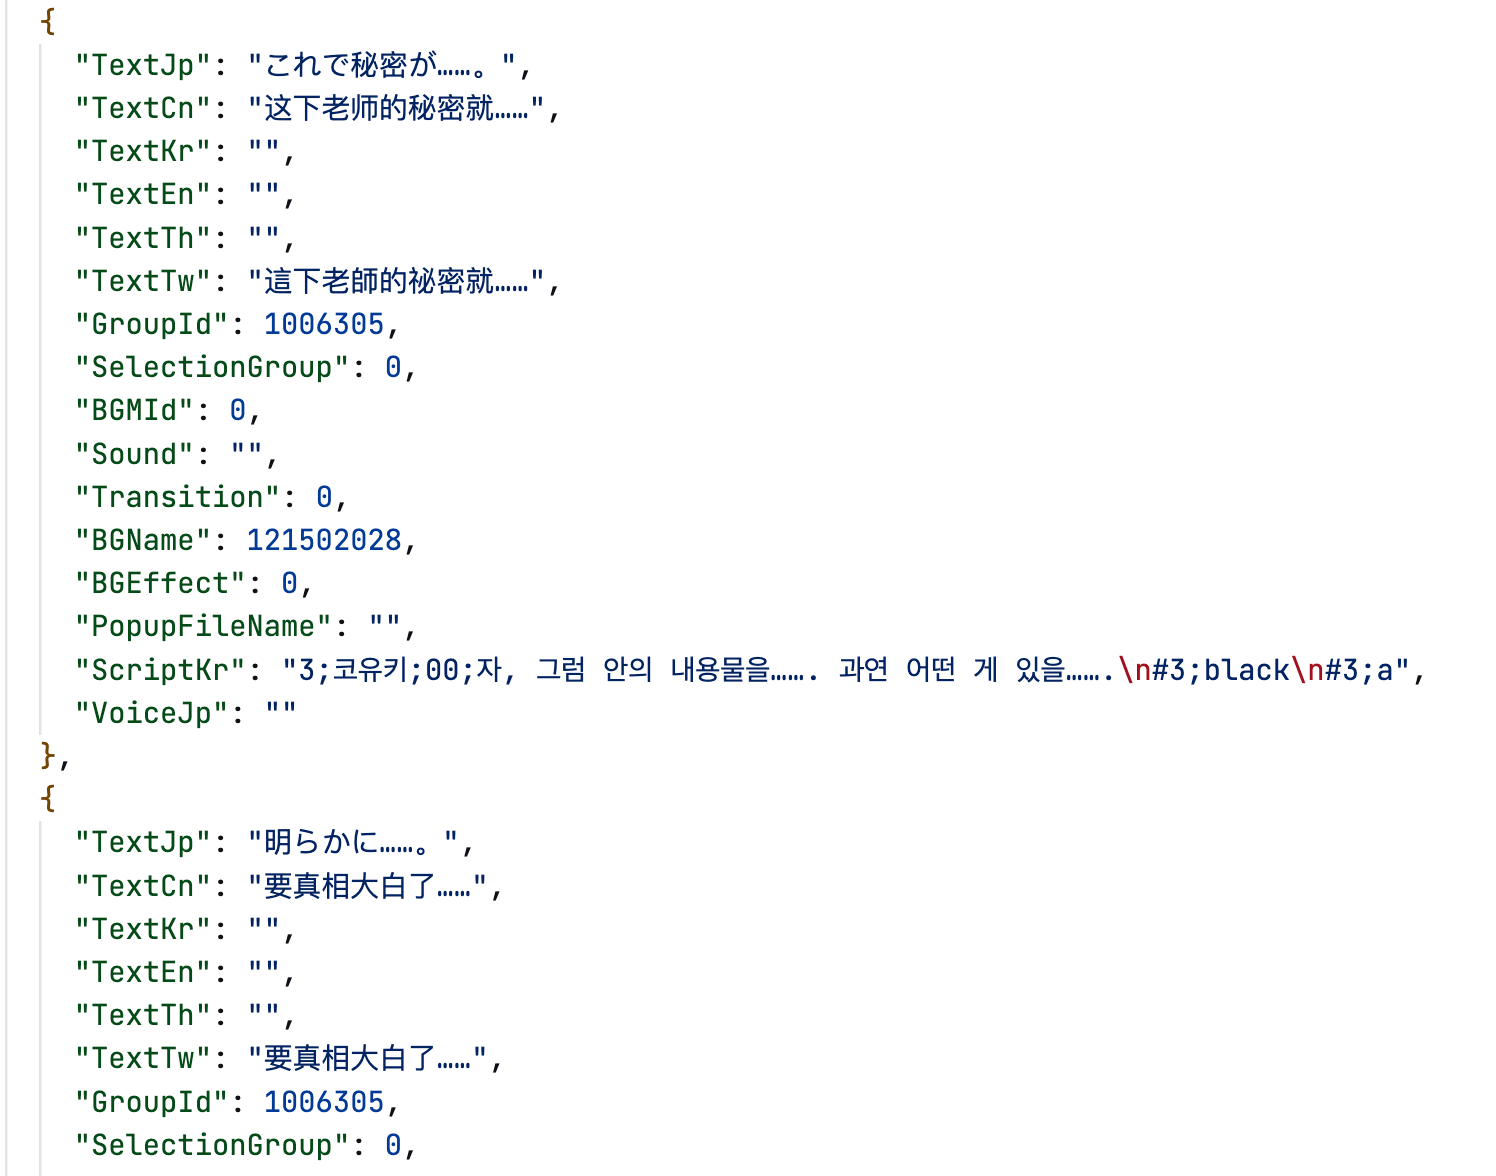 {
"TextJp": "これで秘密が……。",
"TextCn": "这下老师的秘密就……",
"TextKr": "",
"TextEn": "",
"TextTh": "",
"TextTw": "這下老師的祕密就……",
"GroupId": 1006305,
"SelectionGroup": 0,
"BGMId": 0,
"Sound": "",
"Transition": 0,
"BGName": 121502028,
"BGEffect": 0,
"PopupFileName": "",
"ScriptKr": "3;코유키;00;자, 그럼 안의 내용물을……. 과연 어떤 게 있을…….\n#3;black\n#3;a",
"VoiceJp": ""
},
{
"TextJp": "明らかに……。",
"TextCn": "要真相大白了……",
"TextKr": "",
"TextEn": "",
"TextTh": "",
"TextTw": "要真相大白了……",
"GroupId": 1006305,
"SelectionGroup": 0,